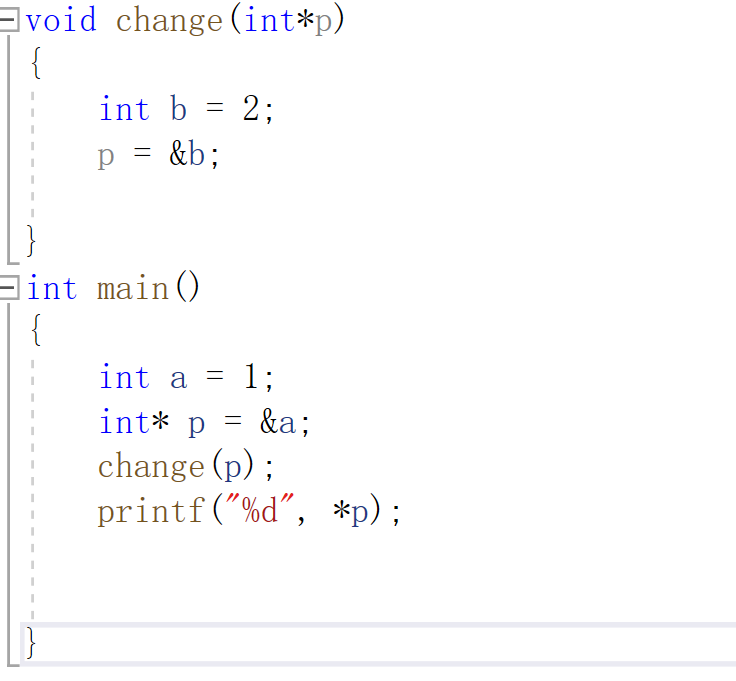 void change(int*p)
{
    int b = 2;
    p = &b;
}
int main()
{
    int a = 1;
    int* p = &a;
    change(p);
    printf("%d", *p);
}